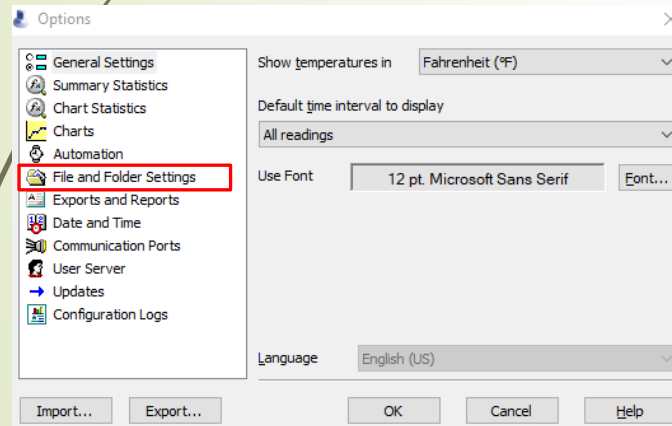 Options
General Settings
Summary Statistics
Chart Statistics
Charts
Automation
File and Folder Settings
Exports and Reports
Date and Time
Communication Ports
User Server
Updates
Configuration Logs
Show temperatures in Fahrenheit (°F)
Default time interval to display
All readings
Use Font 12 pt. Microsoft Sans Serif Font...
Language English (US)
Import... Export... OK Cancel Help